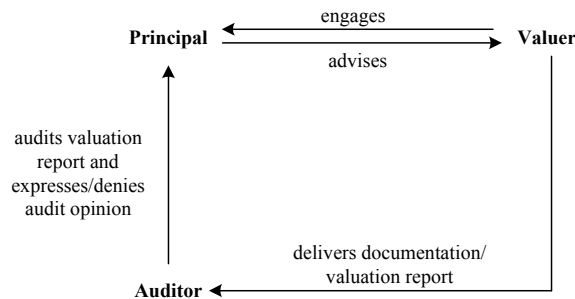 engages
Principal
Valuer
advises
audits valuation
report and
expresses/denies
audit opinion
delivers documentation/
valuation report
Auditor